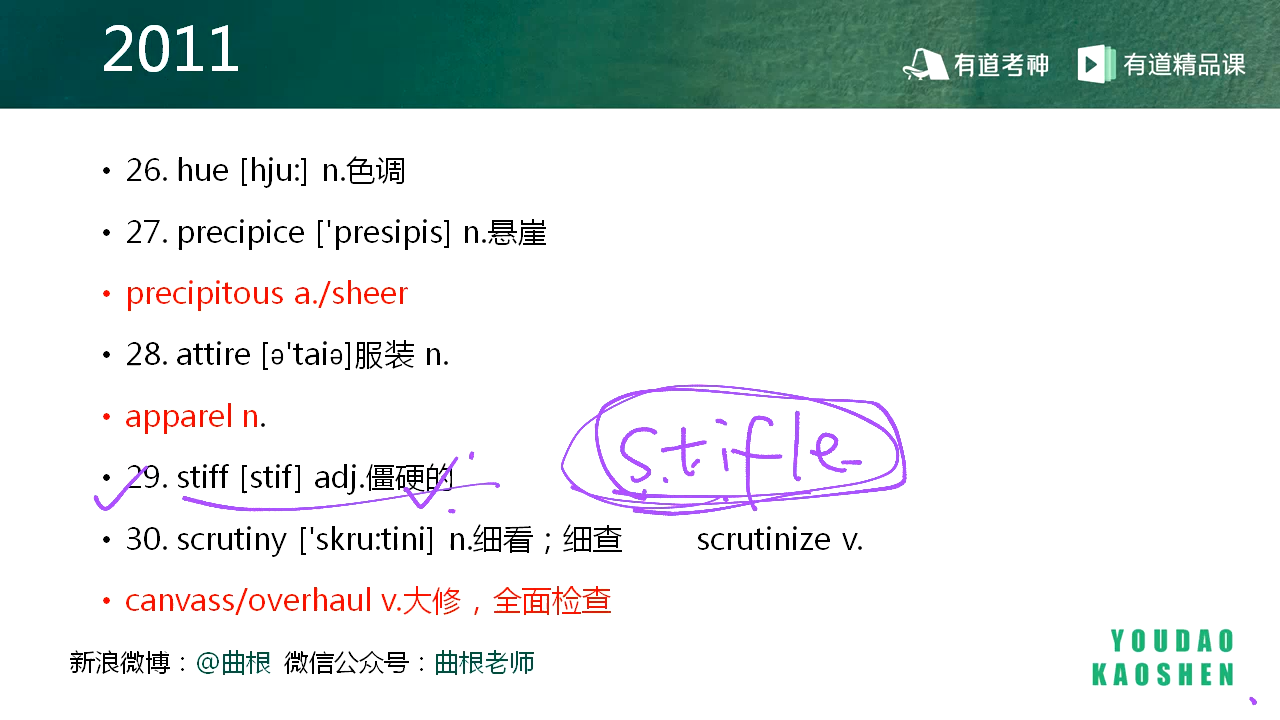 2011
有道考神
有道精品课
• 26. hue [hju:] n.色调
• 27. precipice ['presipis] n.悬崖
• precipitous a./sheer
• 28. attire [ə'taiə]服装 n.
• apparel n.
stifle
• 29. stiff [stif] adj.僵硬的
• 30. scrutiny ['skru:tini] n.细看；细查 scrutinize v.
• canvass/overhaul v.大修，全面检查
新浪微博：@曲根 微信公众号：曲根老师
YOUDAO
KAOSHEN